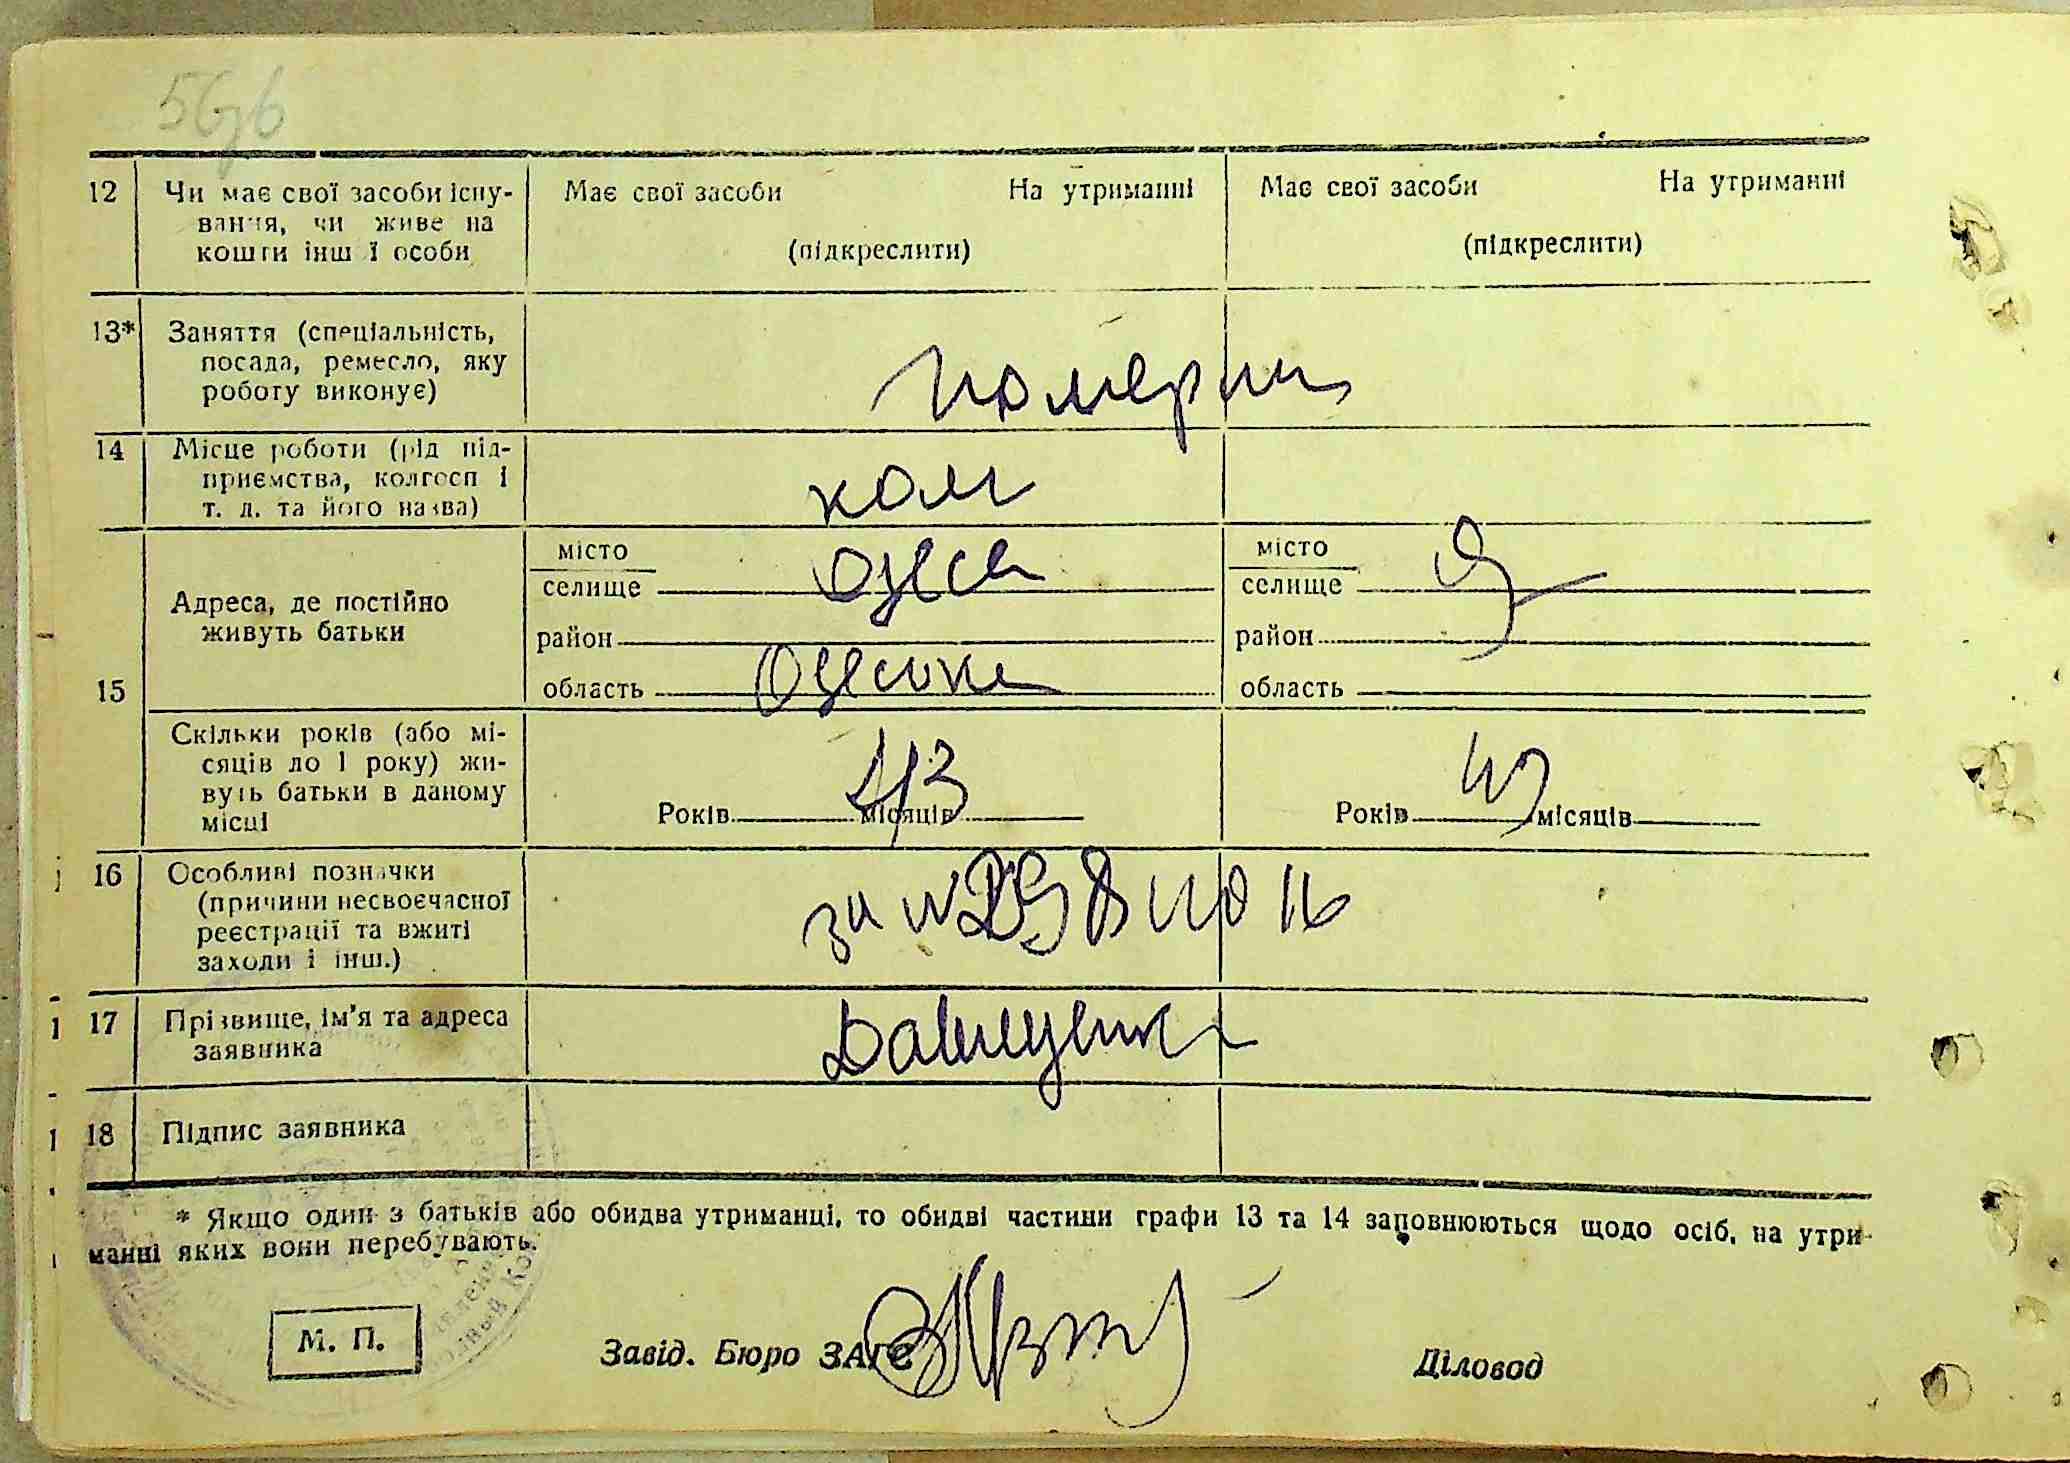 12 Чи має свої засоби існу-
вання, чи живе на
кошти інш ї особи
Має свої засоби На утриманні
(підкреслити)
Має свої засоби На утриманні
(підкреслити)
13* Заняття (спеціальність,
посада, ремесло, яку
роботу виконує)
померли
14 Місце роботи (рід під-
приємства, колгосп і
т. д. та його назва)
15 Адреса, де постійно
живуть батьки
місто
селище Одеса
район
область Одеська
місто
селище
район
область
Скільки років (або мі-
сяців до 1 року) жи-
вуть батьки в даному
місці
Років місяців
Років місяців
16 Особливі позначки
(причини несвоєчасної
реєстрації та вжиті
заходи і інш.)
17 Прізвище, ім'я та адреса
заявника
18 Підпис заявника
* Якщо один з батьків або обидва утриманці, то обидві частини графи 13 та 14 заповнюються щодо осіб, на утри-
манні яких вони перебувають.
М. П.
Завід. Бюро ЗАГС
Діловод